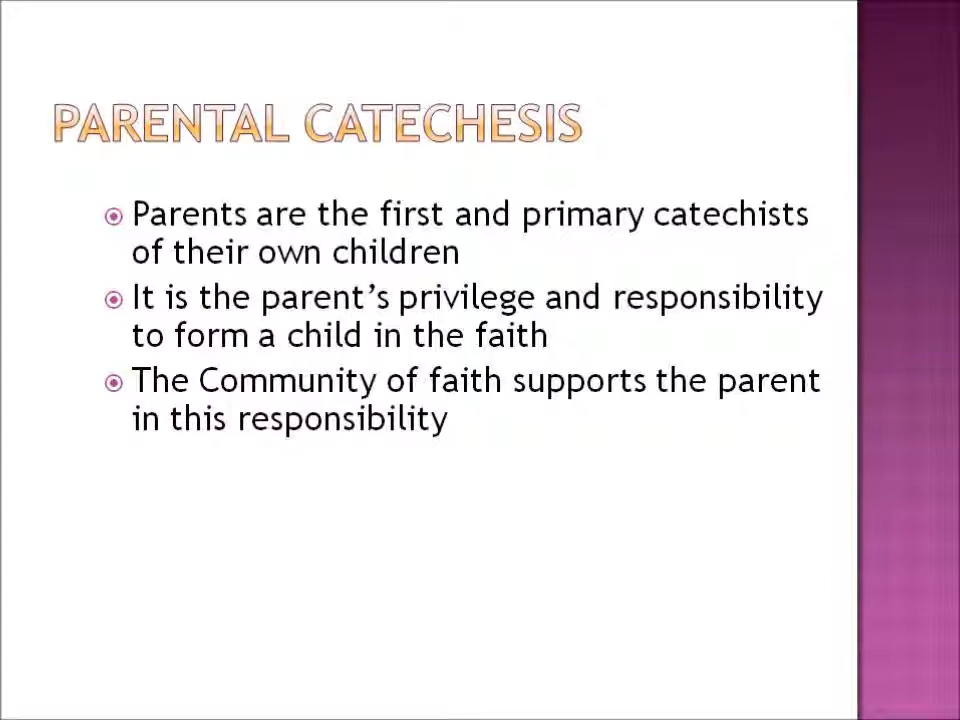 PARENTAL CATECHESIS
Parents are the first and primary catechists
of their own children
It is the parent’s privilege and responsibility
to form a child in the faith
The Community of faith supports the parent
in this responsibility